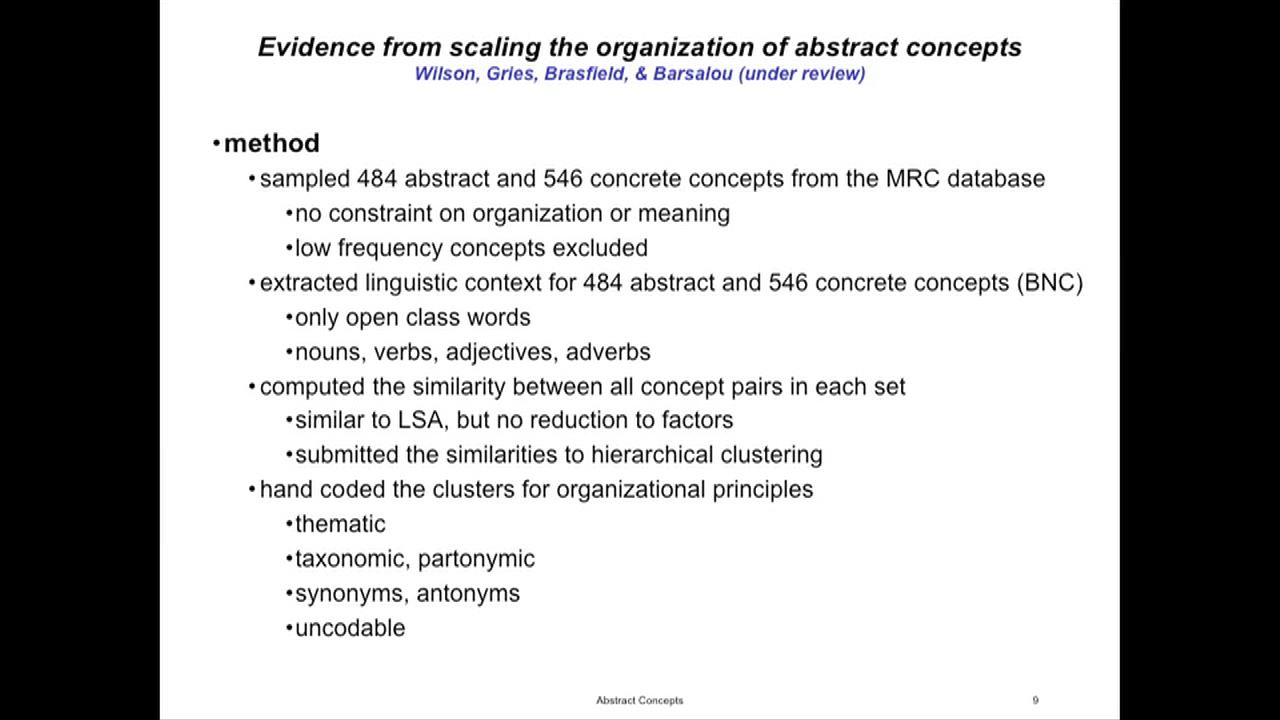 Evidence from scaling the organization of abstract concepts
Wilson, Gries, Brasfield, & Barsalou (under review)
•method
•sampled 484 abstract and 546 concrete concepts from the MRC database
•no constraint on organization or meaning
•low frequency concepts excluded
•extracted linguistic context for 484 abstract and 546 concrete concepts (BNC)
•only open class words
•nouns, verbs, adjectives, adverbs
•computed the similarity between all concept pairs in each set
•similar to LSA, but no reduction to factors
•submitted the similarities to hierarchical clustering
•hand coded the clusters for organizational principles
•thematic
•taxonomic, partonymic
•synonyms, antonyms
•uncodable
Abstract Concepts
9